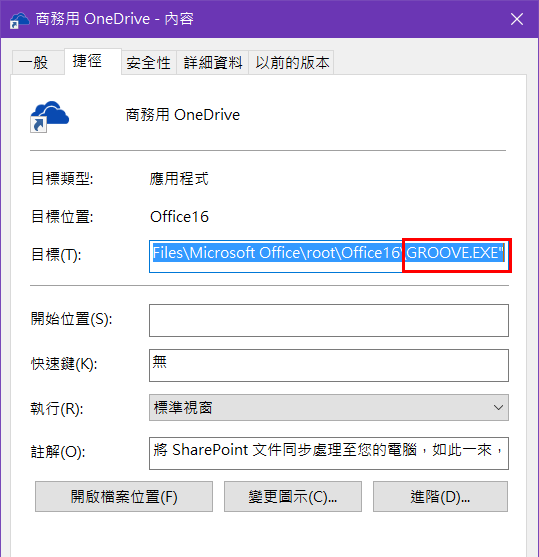 商務用 OneDrive - 內容
一般 捷徑 安全性 詳細資料 以前的版本
商務用 OneDrive
目標類型: 應用程式
目標位置: Office16
目標(T): Files\Microsoft Office\root\Office16\GROOVE.EXE"
開始位置(S):
快速鍵(K): 無
執行(R): 標準視窗
註解(O): 將 SharePoint 文件同步處理至您的電腦，如此一來，
開啟檔案位置(F) 變更圖示(C)... 進階(D)...